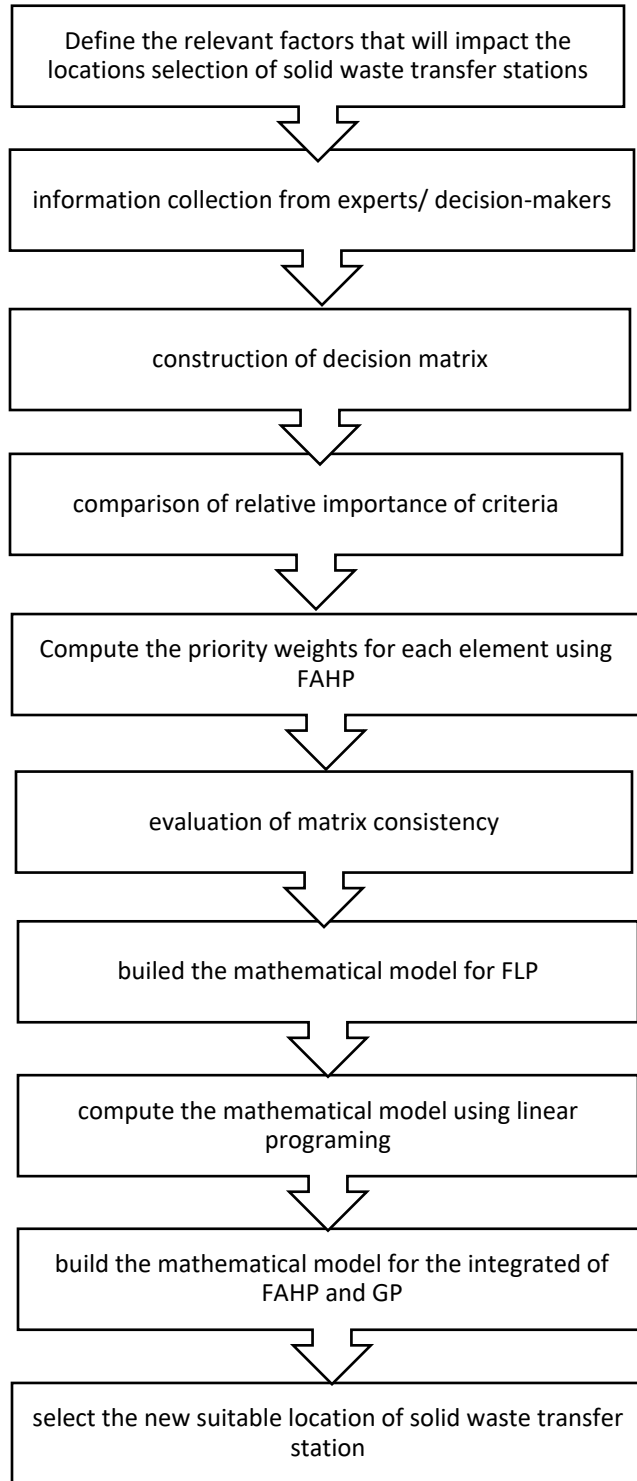 Define the relevant factors that will impact the
locations selection of solid waste transfer stations
information collection from experts/ decision-makers
construction of decision matrix
comparison of relative importance of criteria
Compute the priority weights for each element using
FAHP
evaluation of matrix consistency
builed the mathematical model for FLP
compute the mathematical model using linear
programing
build the mathematical model for the integrated of
FAHP and GP
select the new suitable location of solid waste transfer
station